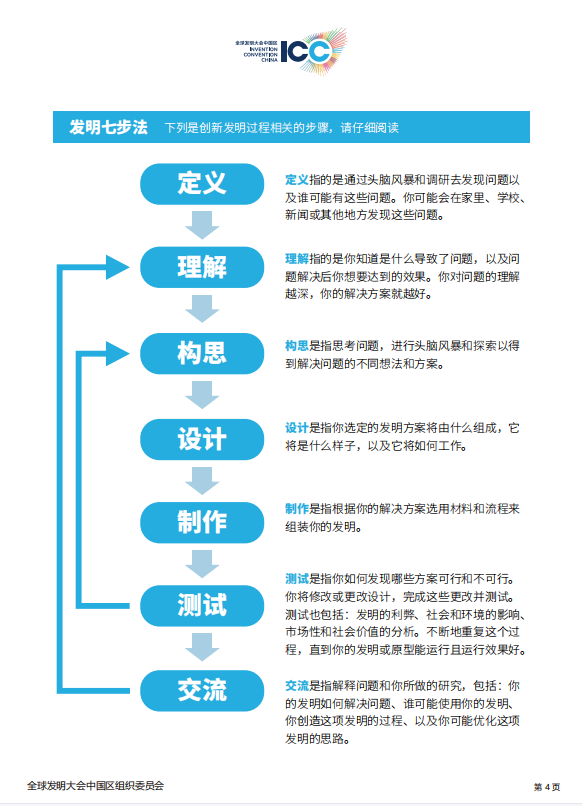 全球发明大会中国区
INVENTION
CONVENTION
CHINA
ICC
发明七步法 下列是创新发明过程相关的步骤，请仔细阅读
定义
定义指的是通过头脑风暴和调研去发现问题以
及谁可能有这些问题。你可能会在家里、学校、
新闻或其他地方发现这些问题。
理解
理解指的是你知道是什么导致了问题，以及问
题解决后你想要达到的效果。你对问题的理解
越深，你的解决方案就越好。
构思
构思是指思考问题，进行头脑风暴和探索以得
到解决问题的不同想法和方案。
设计
设计是指你选定的发明方案将由什么组成，它
将是什么样子，以及它将如何工作。
制作
制作是指根据你的解决方案选用材料和流程来
组装你的发明。
测试
测试是指你如何发现哪些方案可行和不可行。
你将修改或更改设计，完成这些更改并测试。
测试也包括：发明的利弊、社会和环境的影响、
市场性和社会价值的分析。不断地重复这个过
程，直到你的发明或原型能运行且运行效果好。
交流
交流是指解释问题和你所做的研究，包括：你
的发明如何解决问题、谁可能使用你的发明、
你创造这项发明的过程、以及你可能优化这项
发明的思路。
全球发明大会中国区组织委员会
第 4 页